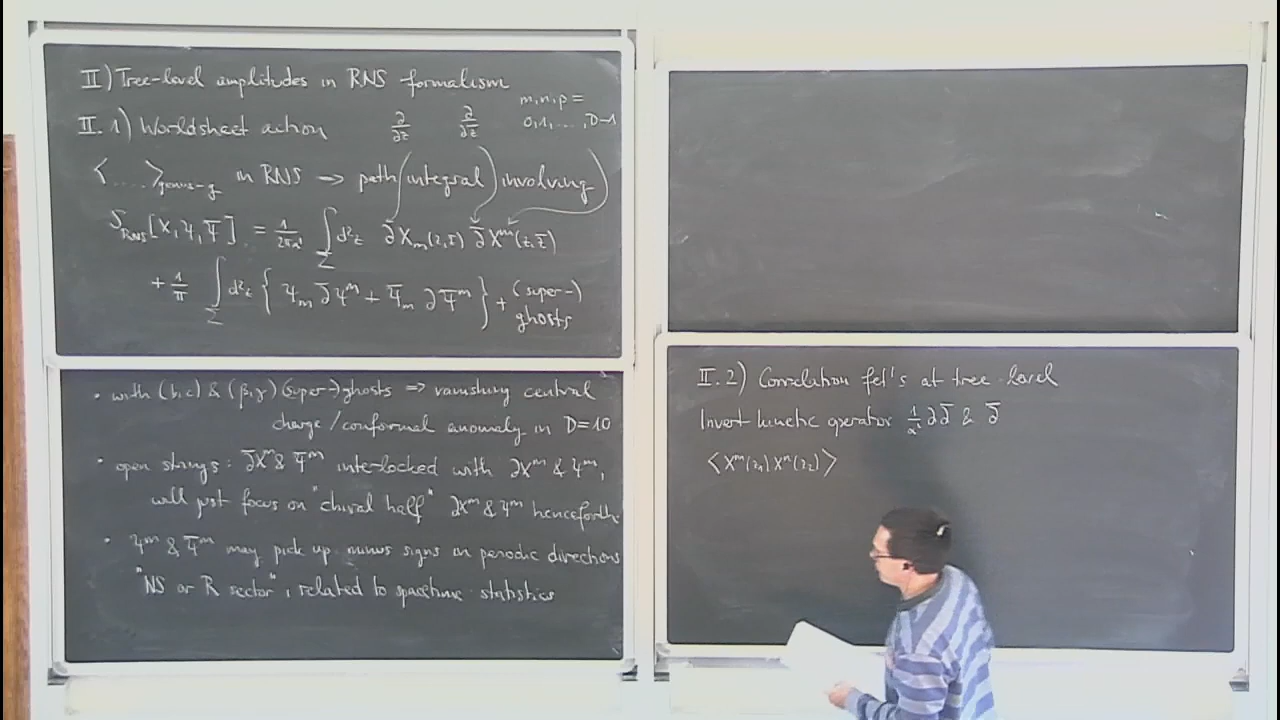 II) Tree-level amplitudes in RNS formalism
m,n,p =
0,1,...,D-1
II.1) Worldsheet action ∂/∂z ∂/∂z̄
<.....>genus-g in RNS → path integral involving
S_RNS[X,ψ,ψ̄] = 1/2πα' ∫_Σ d²z ∂X_m(z,z̄) ∂̄X^m(z,z̄)
+ 1/π ∫_Σ d²z { ψ_m ∂̄ψ^m + ψ̄_m ∂ψ̄^m } + (super-)
ghosts
• with (b,c) & (β,γ) (super-)ghosts ⇒ vanishing central
charge/conformal anomaly in D=10
• open strings: ∂̄X^m & ψ̄^m interlocked with ∂X^m & ψ^m,
will just focus on "chiral half" ∂X^m & ψ^m henceforth
• ψ^m & ψ̄^m may pick up minus signs in periodic directions
"NS or R sector", related to spacetime statistics
II.2) Correlation fct's at tree-level
Invert kinetic operator 1/α' ∂∂̄ & ∂̄
<X^m(z₁) X^n(z₂)>